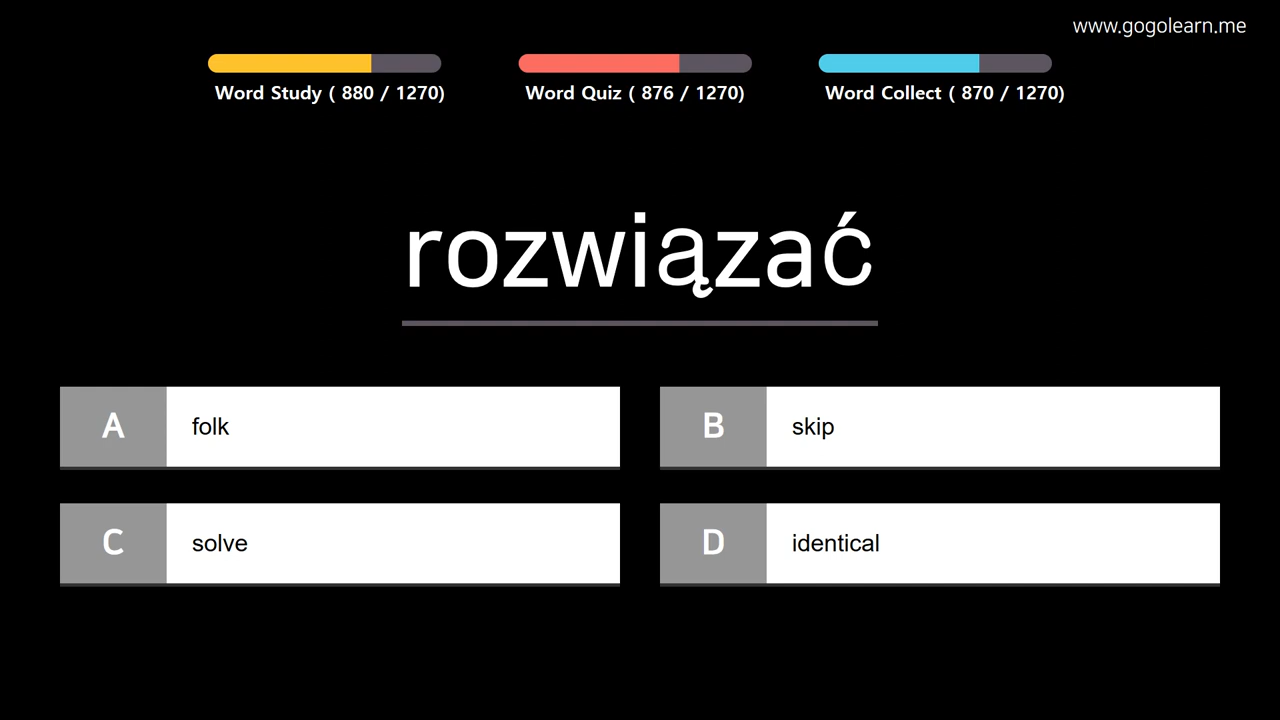 www.gogolearn.me
Word Study ( 880 / 1270)
Word Quiz ( 876 / 1270)
Word Collect ( 870 / 1270)
rozwiązać
A folk
B skip
C solve
D identical